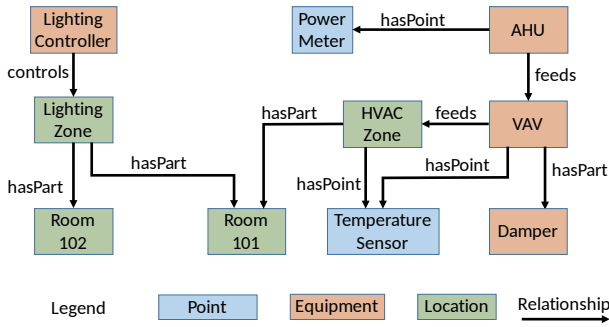 Lighting
Controller
Power
Meter
hasPoint
AHU
controls
feeds
Lighting
Zone
hasPart
HVAC
Zone
feeds
VAV
hasPart
hasPart
hasPoint
hasPoint
hasPart
Room
102
Room
101
Temperature
Sensor
Damper
Legend
Point
Equipment
Location
Relationship